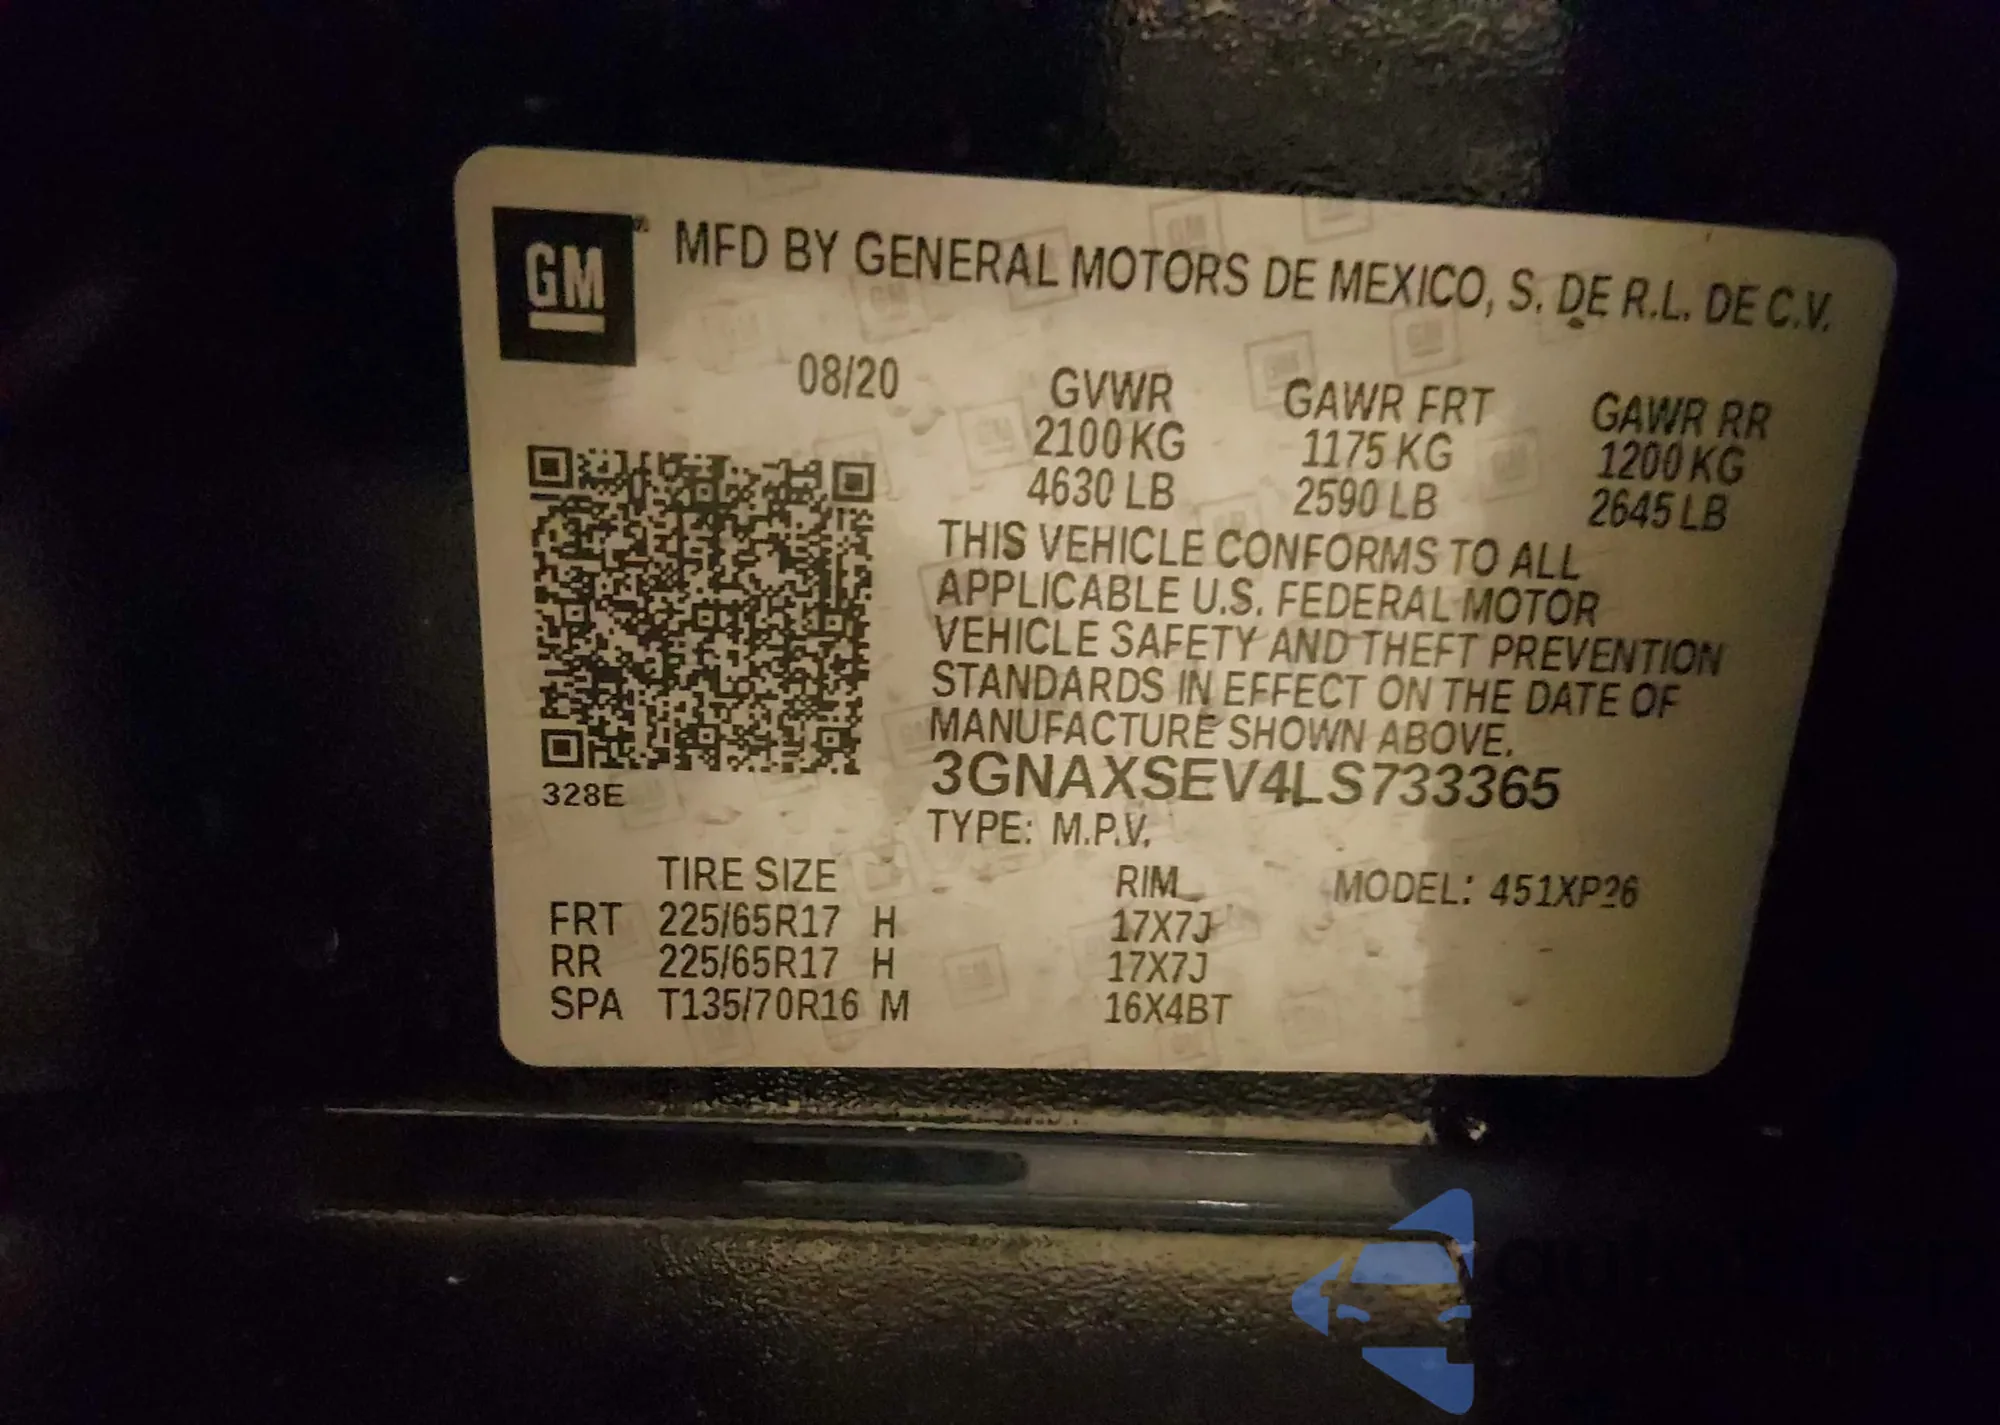 GM
MFD BY GENERAL MOTORS DE MEXICO, S. DE R.L. DE C.V.
08/20 GVWR GAWR FRT GAWR RR
2100 KG 1175 KG 1200 KG
4630 LB 2590 LB 2645 LB
THIS VEHICLE CONFORMS TO ALL
APPLICABLE U.S. FEDERAL MOTOR
VEHICLE SAFETY AND THEFT PREVENTION
STANDARDS IN EFFECT ON THE DATE OF
MANUFACTURE SHOWN ABOVE.
3GNAXSEV4LS733365
328E
TYPE: M.P.V.
TIRE SIZE RIM MODEL: 451XP26
FRT 225/65R17 H 17X7J
RR 225/65R17 H 17X7J
SPA T135/70R16 M 16X4BT